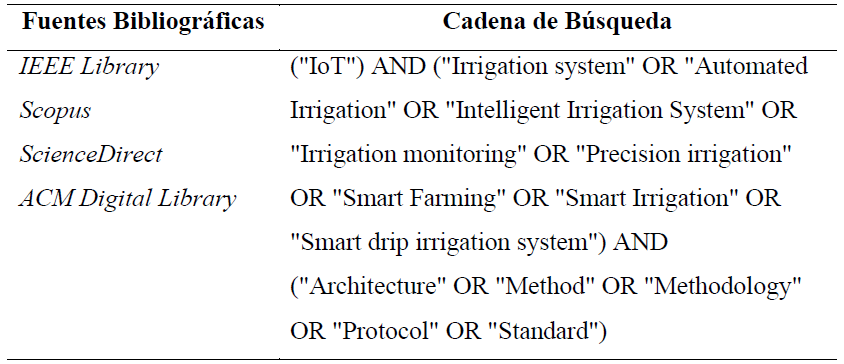 Fuentes Bibliográficas
Cadena de Búsqueda
IEEE Library
Scopus
ScienceDirect
ACM Digital Library
("IoT") AND ("Irrigation system" OR "Automated
Irrigation" OR "Intelligent Irrigation System" OR
"Irrigation monitoring" OR "Precision irrigation"
OR "Smart Farming" OR "Smart Irrigation" OR
"Smart drip irrigation system") AND
("Architecture" OR "Method" OR "Methodology"
OR "Protocol" OR "Standard")